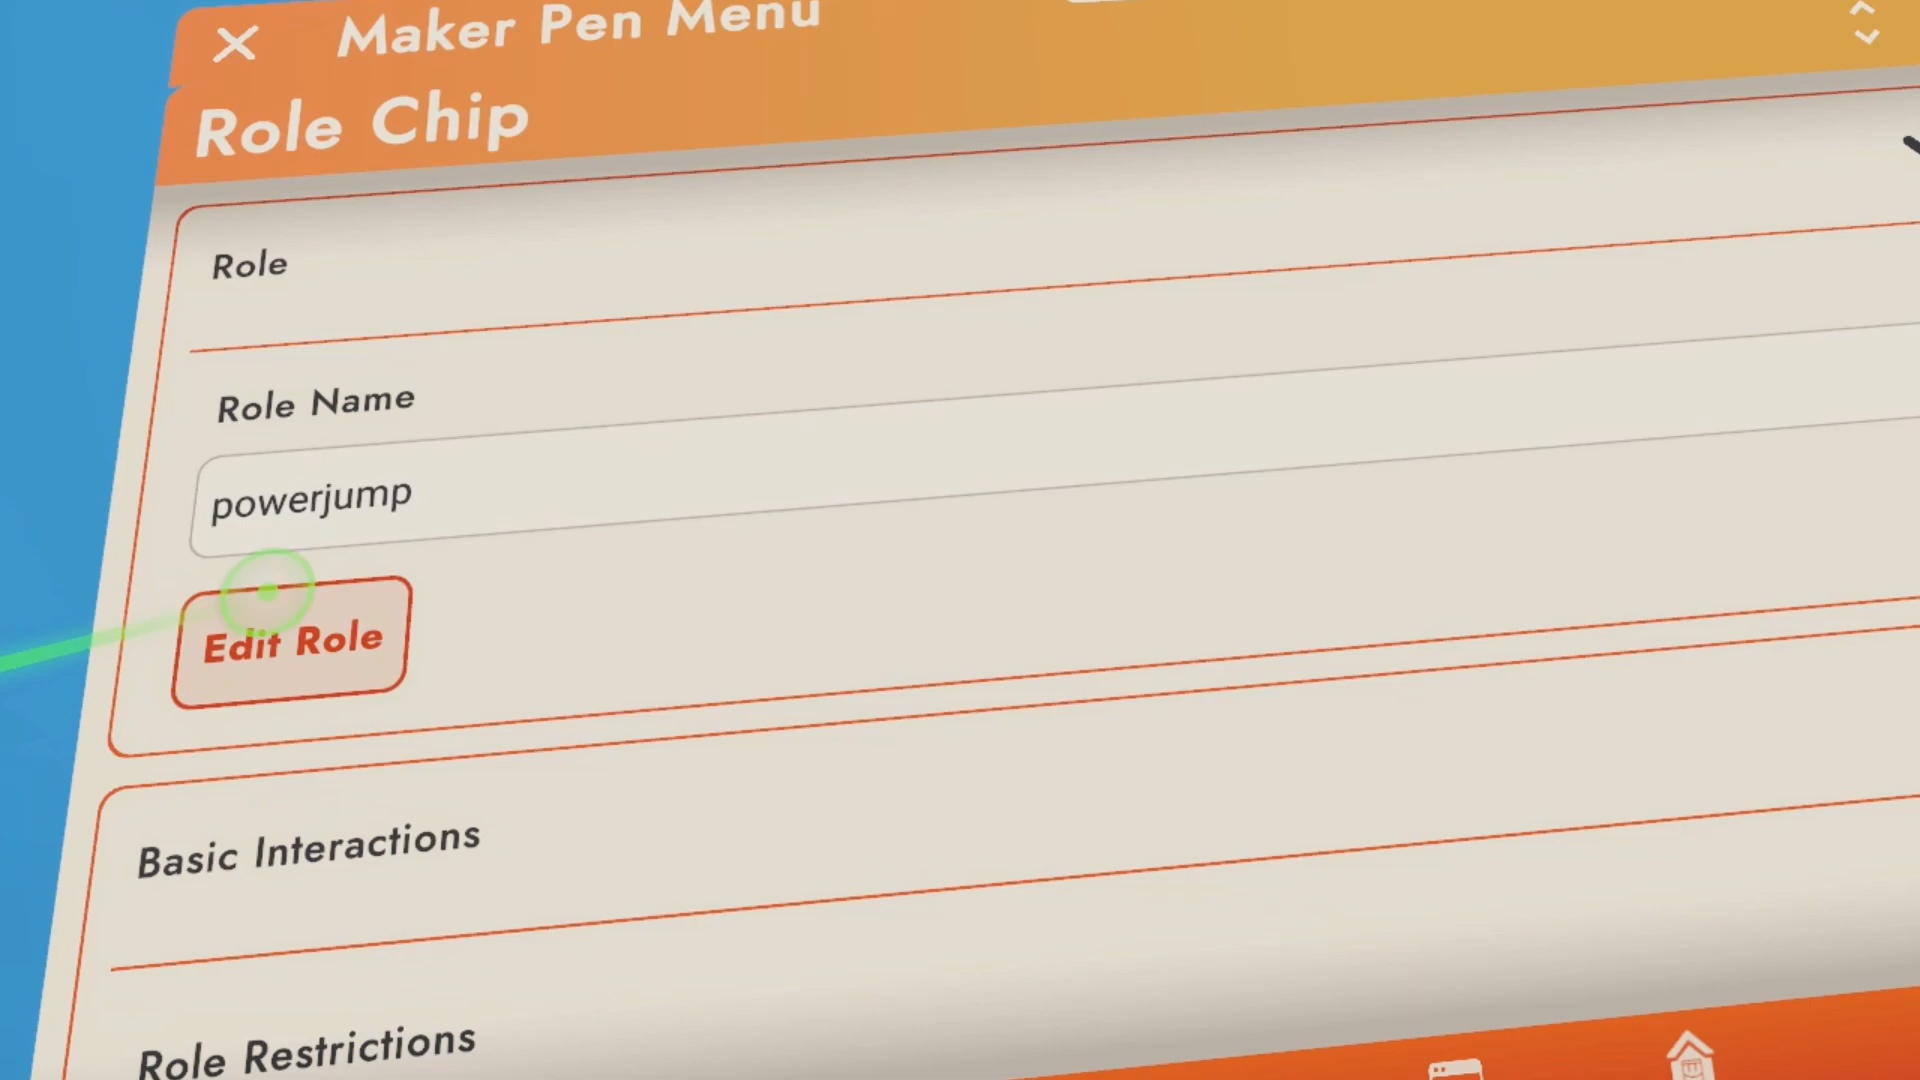 Maker Pen Menu
Role Chip
Role
Role Name
powerjump
Edit Role
Basic Interactions
Role Restrictions